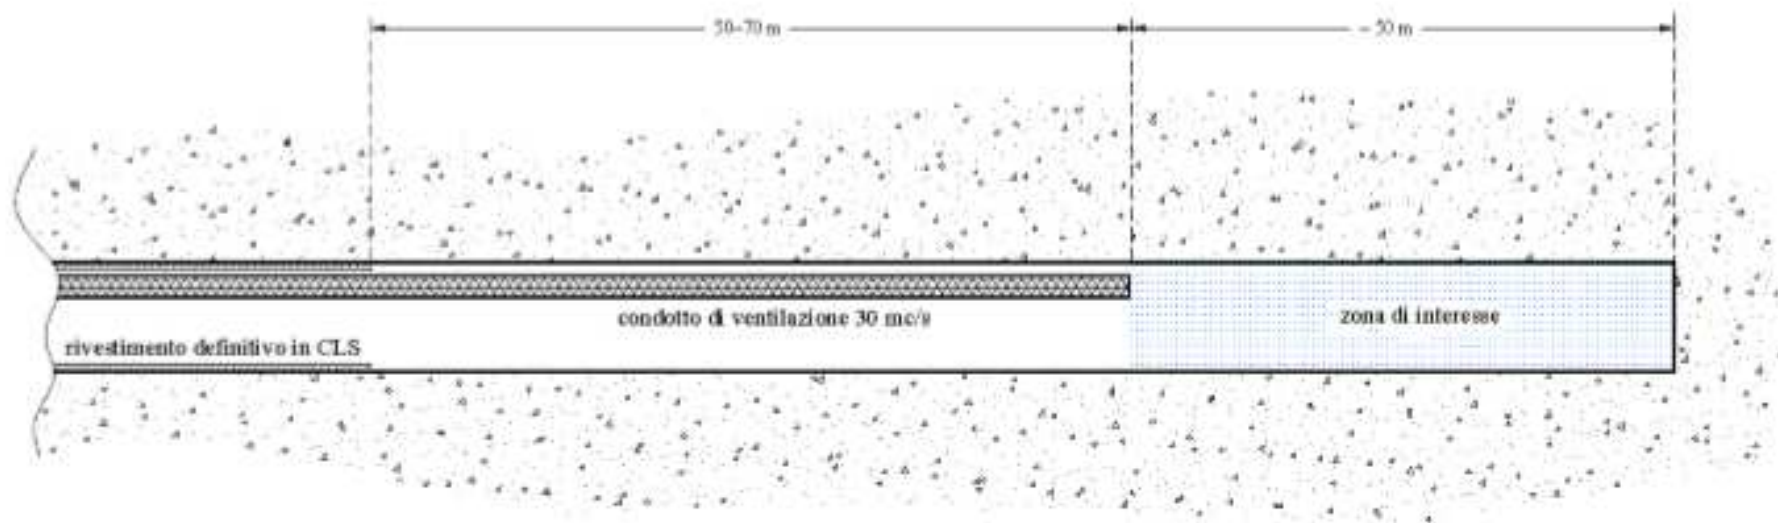 50÷70 m
~ 50 m
condotto di ventilazione 30 mc/s
zona di interesse
rivestimento definitivo in CLS